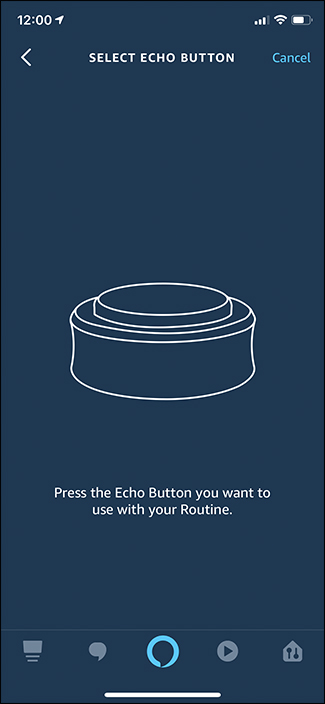 12:00
SELECT ECHO BUTTON
Cancel
Press the Echo Button you want to
use with your Routine.